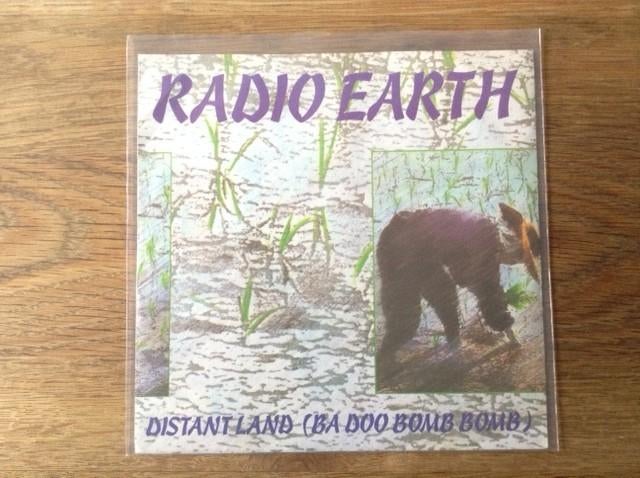 RADIO EARTH
DISTANT LAND (BA DOO BOMB BOMB)